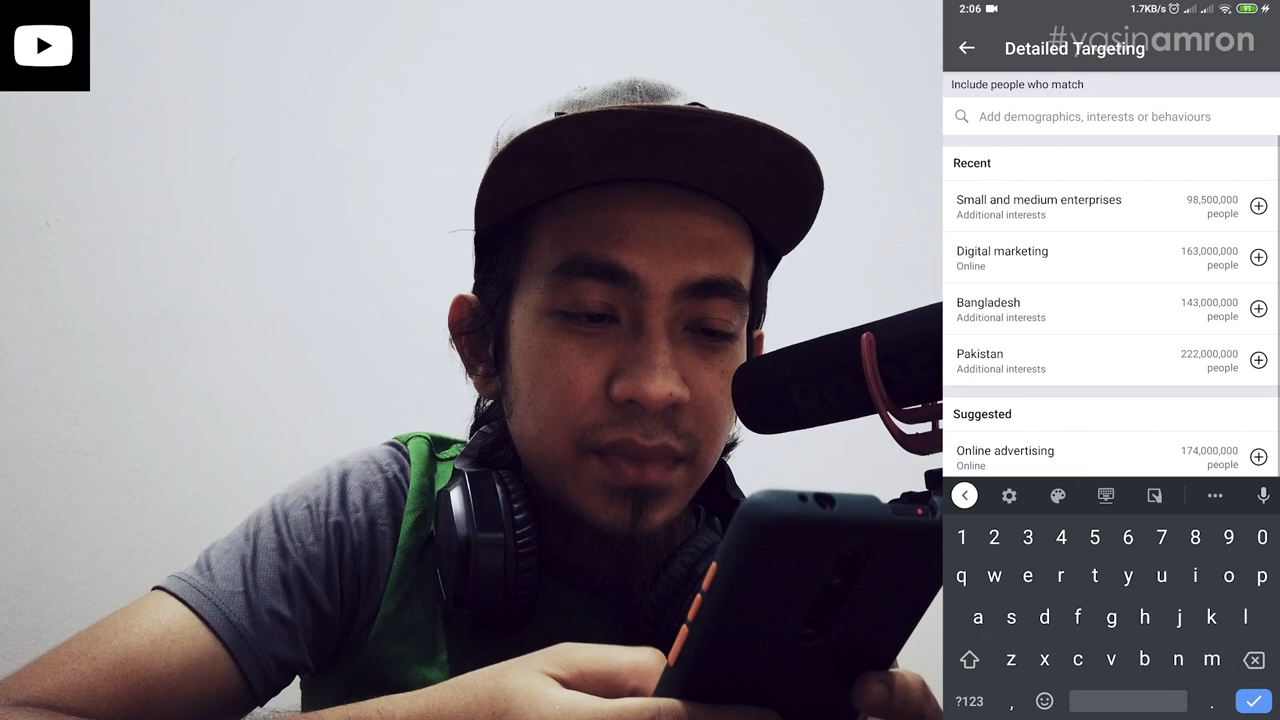 2:06
1.7KB/s
91
#yasinamron
Detailed Targeting
Include people who match
Add demographics, interests or behaviours
Recent
Small and medium enterprises
98,500,000
Additional interests
people
Digital marketing
163,000,000
Online
people
Bangladesh
143,000,000
Additional interests
people
Pakistan
222,000,000
Additional interests
people
Suggested
Online advertising
174,000,000
Online
people
1 2 3 4 5 6 7 8 9 0
q w e r t y u i o p
a s d f g h j k l
z x c v b n m
?123 , .